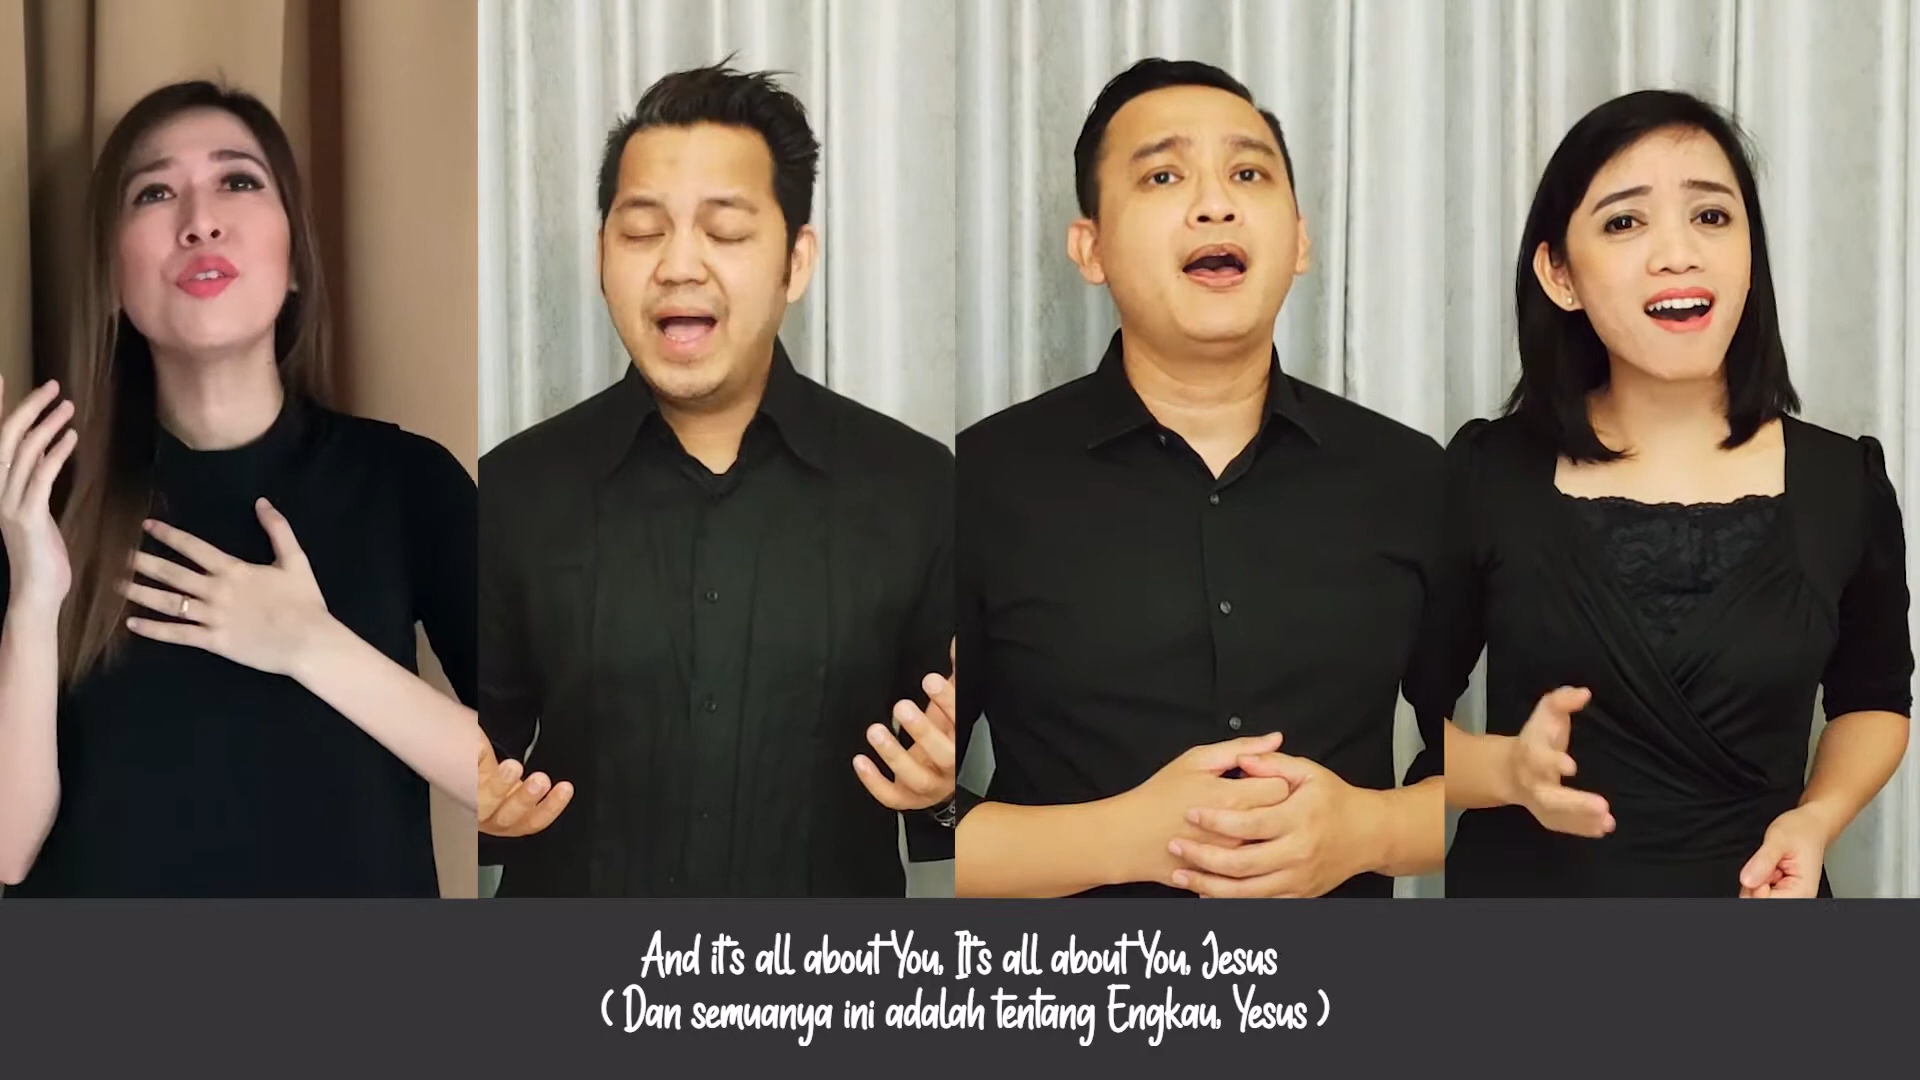 And it's all about You, It's all about You, Jesus
( Dan semuanya ini adalah tentang Engkau, Yesus )